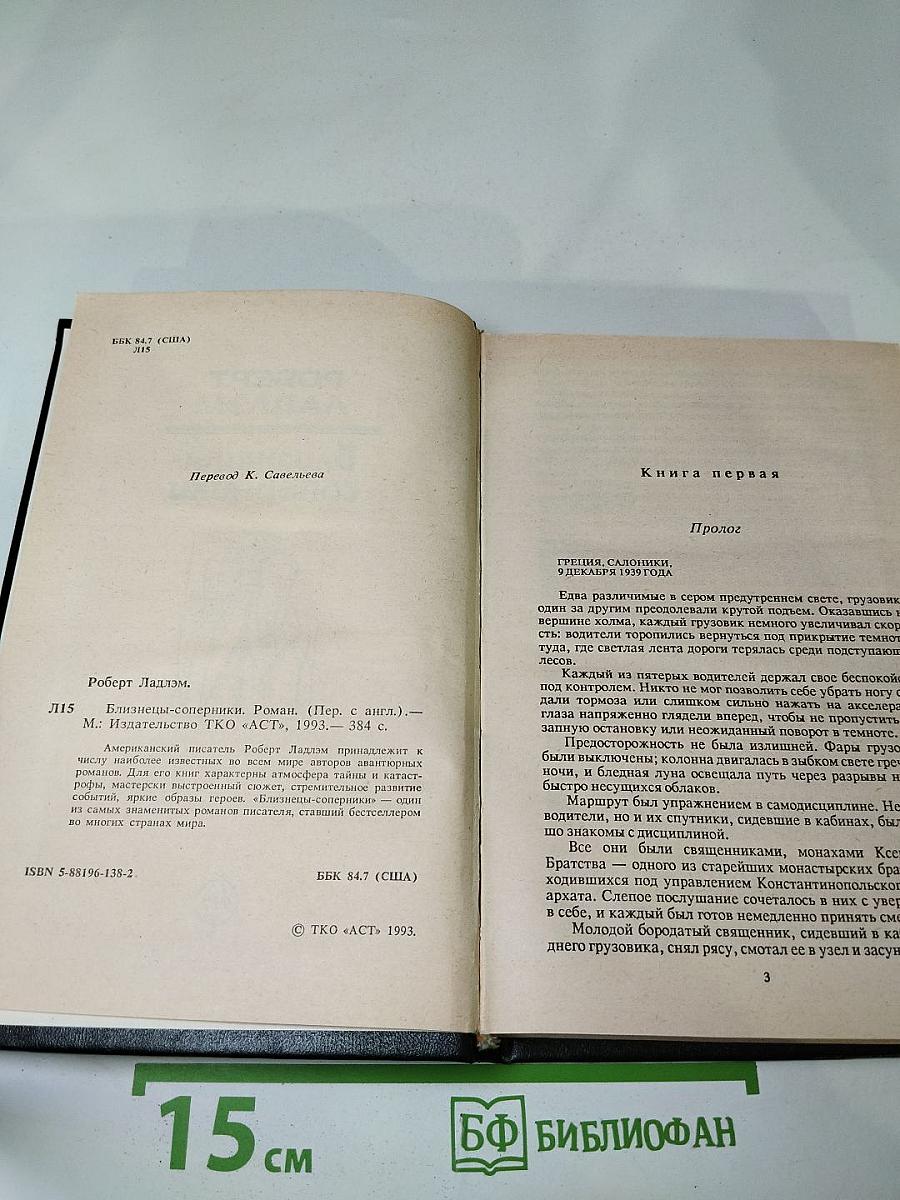 ББК 84.7 (США)
Л15
Перевод К. Савельева
Роберт Ладлэм.
Л15 Близнецы-соперники. Роман. (Пер. с англ.).—
М.: Издательство ТКО «АСТ», 1993.— 384 с.
Американский писатель Роберт Ладлэм принадлежит к
числу наиболее известных во всем мире авторов авантюрных
романов. Для его книг характерны атмосфера тайны и катаст-
рофы, мастерски выстроенный сюжет, стремительное развитие
событий, яркие образы героев. «Близнецы-соперники» — один
из самых знаменитых романов писателя, ставший бестселлером
во многих странах мира.
ISBN 5-88196-138-2 ББК 84.7 (США)
© ТКО «АСТ» 1993.
Книга первая
Пролог
ГРЕЦИЯ, САЛОНИКИ,
9 ДЕКАБРЯ 1939 ГОДА
Едва различимые в сером предутреннем свете, грузовик
один за другим преодолевали крутой подъем. Оказавшись
вершине холма, каждый грузовик немного увеличивал скор
сть: водители торопились вернуться под прикрытие темнот
туда, где светлая лента дороги терялась среди подступающ
лесов.
Каждый из пятерых водителей держал свое беспокойс
под контролем. Никто не мог позволить себе убрать ногу с
дали тормоза или слишком сильно нажать на акселера
глаза напряженно глядели вперед, чтобы не пропустить
запную остановку или неожиданный поворот в темноте.
Предосторожность не была излишней. Фары грузо
были выключены; колонна двигалась в зыбком свете греч
ночи, и бледная луна освещала путь через разрывы н
быстро несущихся облаков.
Маршрут был упражнением в самодисциплине. Не
водители, но и их спутники, сидевшие в кабинах, был
шо знакомы с дисциплиной.
Все они были священниками, монахами Ксе
Братства — одного из старейших монастырских бра
ходившихся под управлением Константинопольског
архата. Слепое послушание сочеталось в них с увер
в себе, и каждый был готов немедленно принять сме
Молодой бородатый священник, сидевший в ка
днего грузовика, снял рясу, смотал ее в узел и засун
3
15 см
БФ БИБЛИОФАН